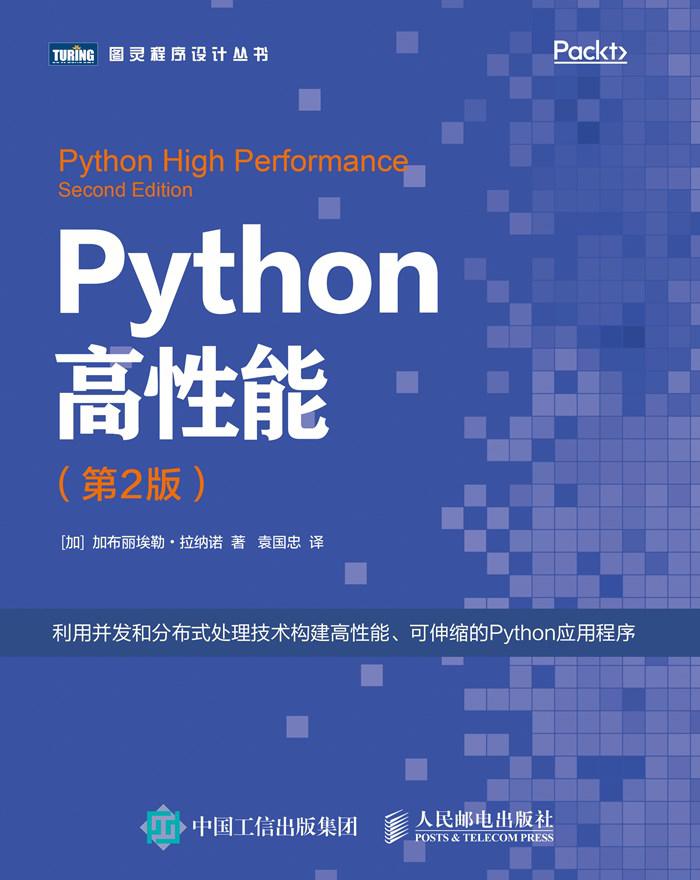 TURING 图灵程序设计丛书
Packt>
Python High Performance
Second Edition
Python
高性能
（第2版）
[加] 加布丽埃勒·拉纳诺 著 袁国忠 译
利用并发和分布式处理技术构建高性能、可伸缩的Python应用程序
中国工信出版集团
人民邮电出版社
POSTS & TELECOM PRESS